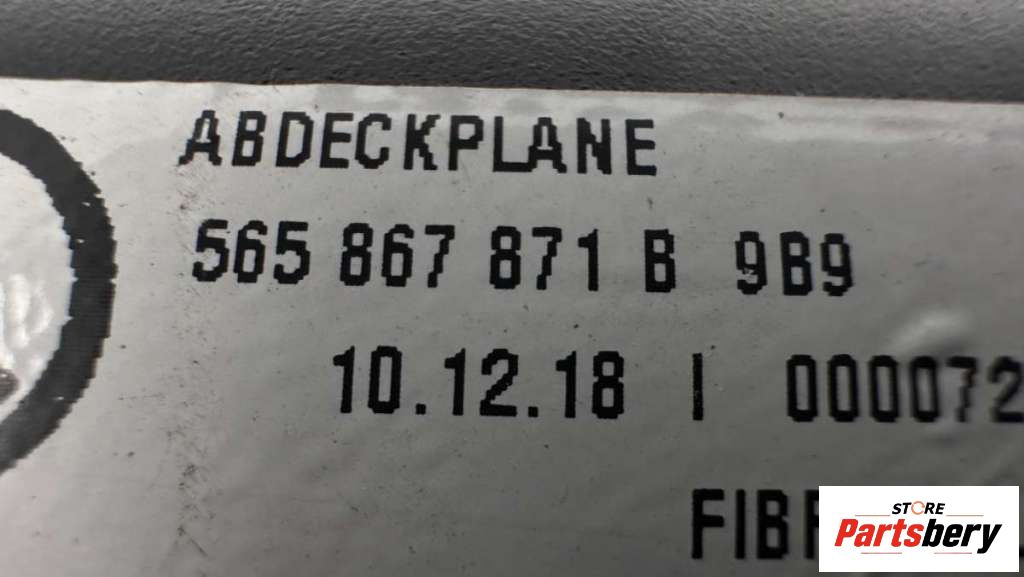 ABDECKPLANE
565 867 871 B 9B9
10.12.18 | 000072
STORE
Partsbery